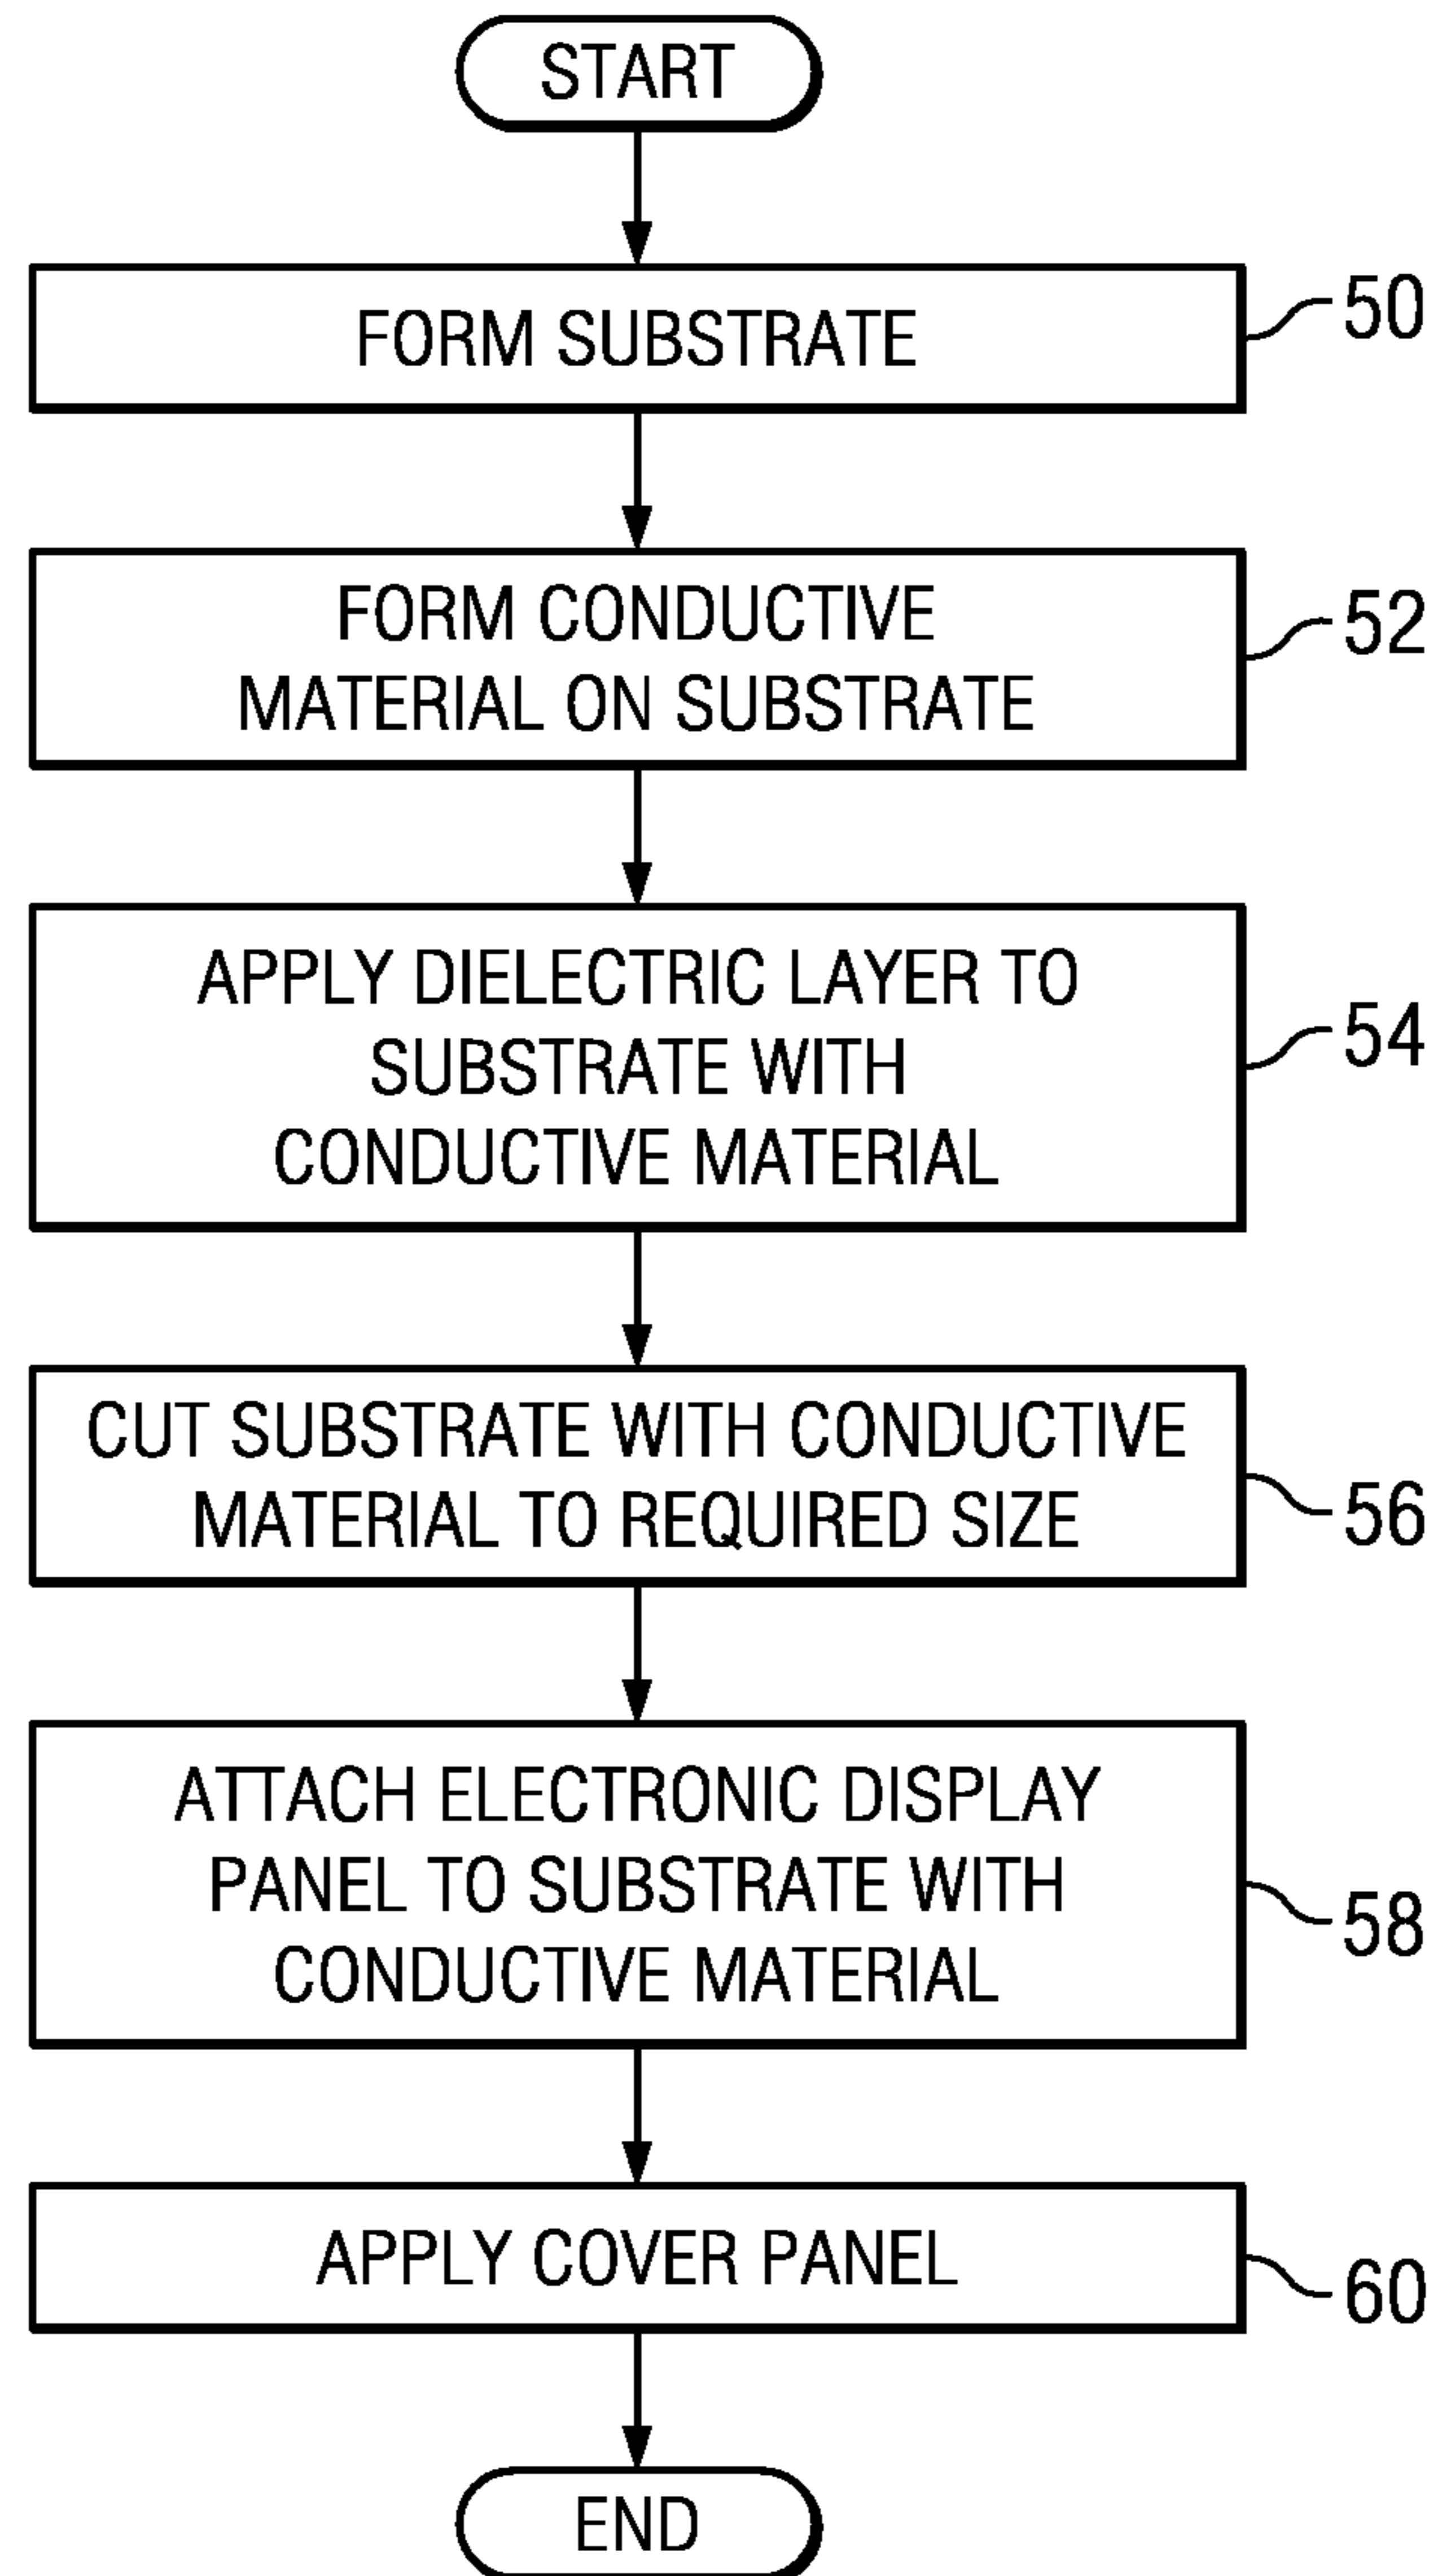 START
FORM SUBSTRATE
50
FORM CONDUCTIVE
MATERIAL ON SUBSTRATE
52
APPLY DIELECTRIC LAYER TO
SUBSTRATE WITH
CONDUCTIVE MATERIAL
54
CUT SUBSTRATE WITH CONDUCTIVE
MATERIAL TO REQUIRED SIZE
56
ATTACH ELECTRONIC DISPLAY
PANEL TO SUBSTRATE WITH
CONDUCTIVE MATERIAL
58
APPLY COVER PANEL
60
END